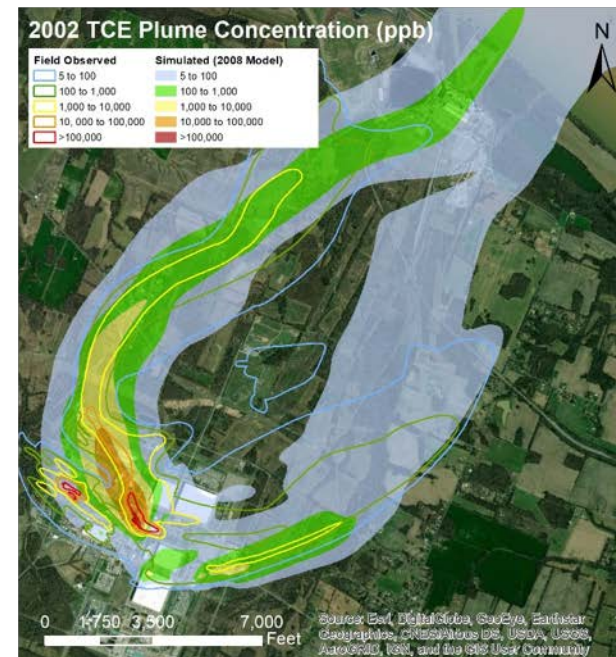 2002 TCE Plume Concentration (ppb)
N
Field Observed
5 to 100
100 to 1,000
1,000 to 10,000
10, 000 to 100,000
>100,000
Simulated (2008 Model)
5 to 100
100 to 1,000
1,000 to 10,000
10,000 to 100,000
>100,000
0 1,750 3,500 7,000
Feet
Source: Esri, DigitalGlobe, GeoEye, Earthstar
Geographics, CNES/Airbus DS, USDA, USGS,
AeroGRID, IGN, and the GIS User Community